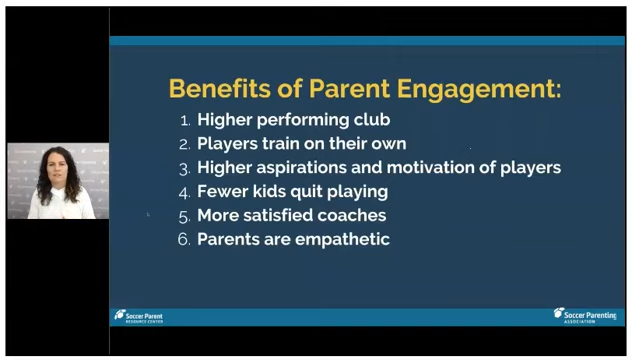 Benefits of Parent Engagement:
1. Higher performing club
2. Players train on their own
3. Higher aspirations and motivation of players
4. Fewer kids quit playing
5. More satisfied coaches
6. Parents are empathetic
Soccer Parent
RESOURCE CENTER
Soccer Parenting
ASSOCIATION